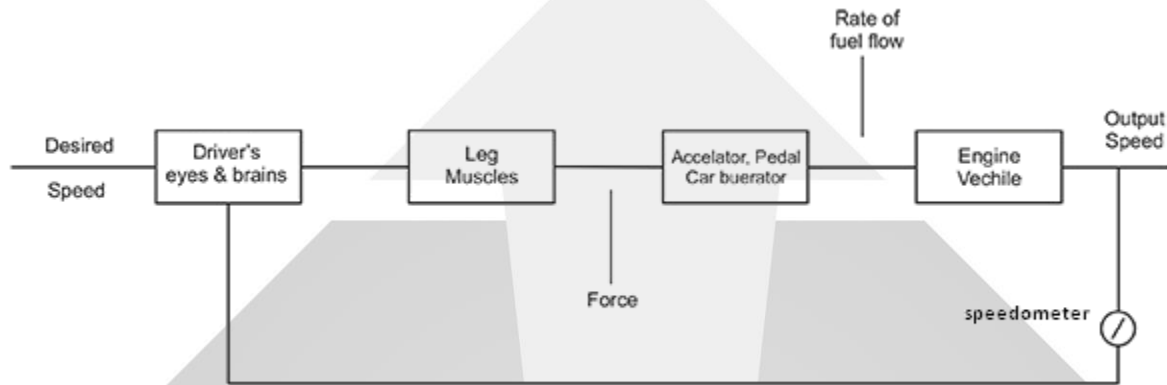 Rate of
fuel flow
Desired
Speed
Driver's
eyes & brains
Leg
Muscles
Accelator, Pedal
Car buerator
Engine
Vechile
Output
Speed
Force
speedometer